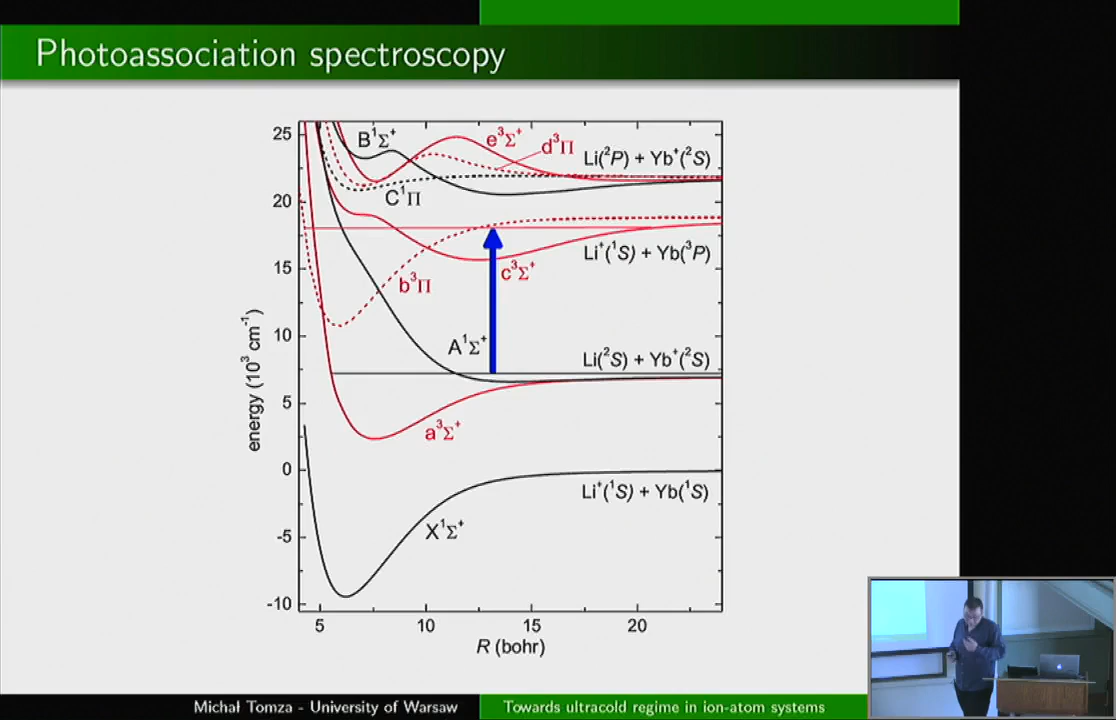 Photoassociation spectroscopy
25
20
15
10
5
0
-5
-10
energy (10³ cm⁻¹)
B¹Σ⁺
e³Σ⁺
d³Π
Li(²P) + Yb⁺(²S)
C¹Π
Li⁺(¹S) + Yb(³P)
c³Σ⁺
b³Π
A¹Σ⁺
Li(²S) + Yb⁺(²S)
a³Σ⁺
Li⁺(¹S) + Yb(¹S)
X¹Σ⁺
5 10 15 20
R (bohr)
Michał Tomza - University of Warsaw Towards ultracold regime in ion-atom systems